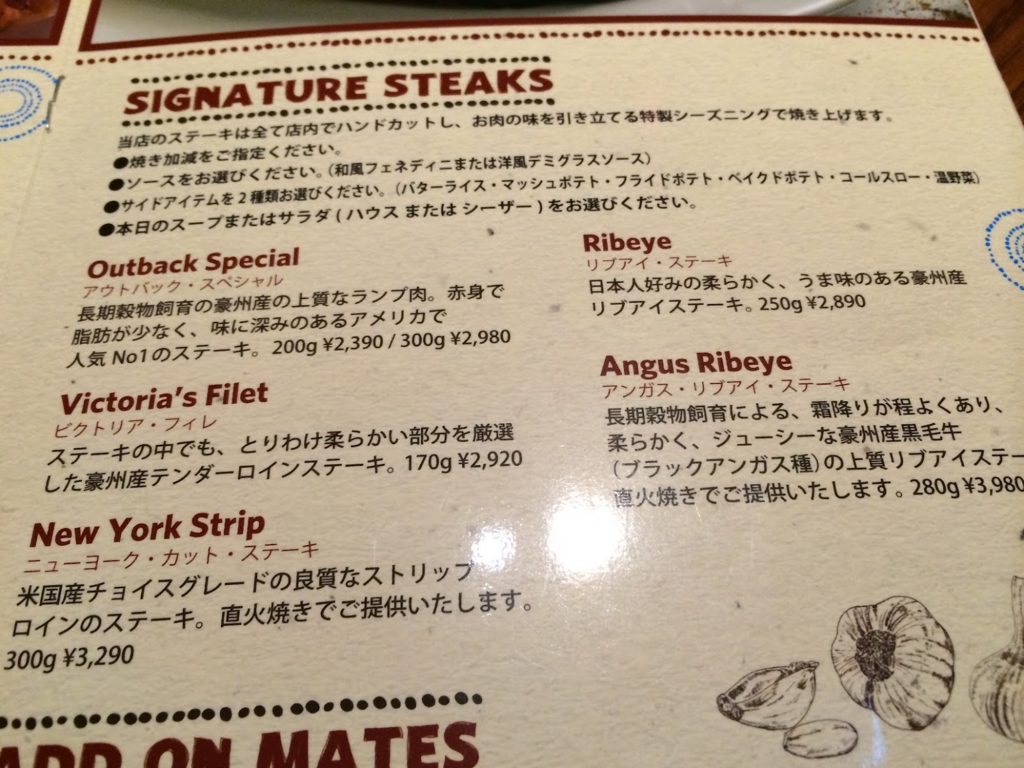 SIGNATURE STEAKS
当店のステーキは全て店内でハンドカットし、お肉の味を引き立てる特製シーズニングで焼き上げます。
●焼き加減をご指定ください。
●ソースをお選びください。(和風フェネディニまたは洋風デミグラスソース)
●サイドアイテムを2種類お選びください。(バターライス・マッシュポテト・フライドポテト・ベイクドポテト・コールスロー・温野菜)
●本日のスープまたはサラダ ( ハウス または シーザー ) をお選びください。
Outback Special
アウトバック・スペシャル
長期穀物飼育の豪州産の上質なランプ肉。赤身で
脂肪が少なく、味に深みのあるアメリカで
人気 No1のステーキ。200g ¥2,390 / 300g ¥2,980
Victoria's Filet
ビクトリア・フィレ
ステーキの中でも、とりわけ柔らかい部分を厳選
した豪州産テンダーロインステーキ。170g ¥2,920
New York Strip
ニューヨーク・カット・ステーキ
米国産チョイスグレードの良質なストリップ
ロインのステーキ。直火焼きでご提供いたします。
300g ¥3,290
Ribeye
リブアイ・ステーキ
日本人好みの柔らかく、うま味のある豪州産
リブアイステーキ。250g ¥2,890
Angus Ribeye
アンガス・リブアイ・ステーキ
長期穀物飼育による、霜降りが程よくあり、
柔らかく、ジューシーな豪州産黒毛牛
(ブラックアンガス種)の上質リブアイステー
直火焼きでご提供いたします。280g ¥3,980
ADD ON MATES